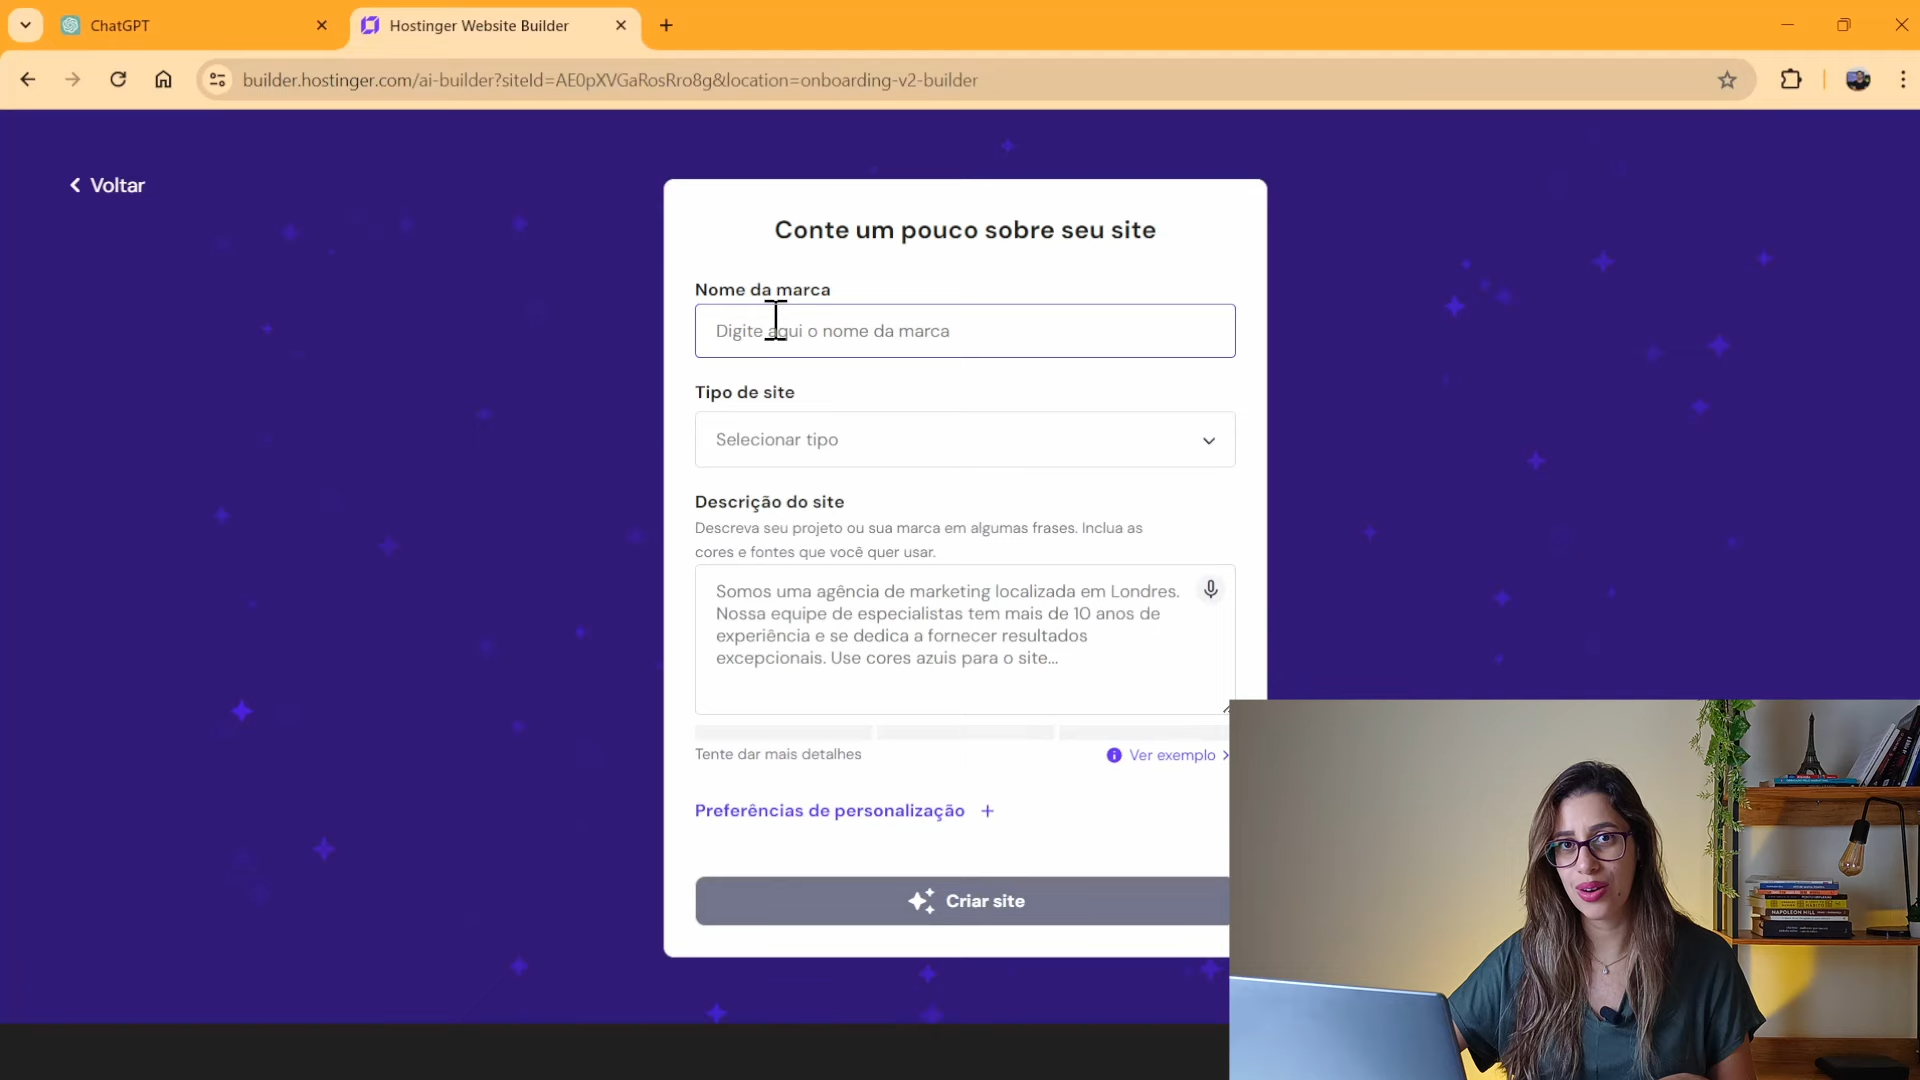 ChatGPT
Hostinger Website Builder
builder.hostinger.com/ai-builder?siteId=AE0pXVGaRosRro8g&location=onboarding-v2-builder
Voltar
Conte um pouco sobre seu site
Nome da marca
Digite aqui o nome da marca
Tipo de site
Selecionar tipo
Descrição do site
Descreva seu projeto ou sua marca em algumas frases. Inclua as
cores e fontes que você quer usar.
Somos uma agência de marketing localizada em Londres.
Nossa equipe de especialistas tem mais de 10 anos de
experiência e se dedica a fornecer resultados
excepcionais. Use cores azuis para o site...
Tente dar mais detalhes
Ver exemplo
Preferências de personalização +
Criar site
NAPOLEON HILL